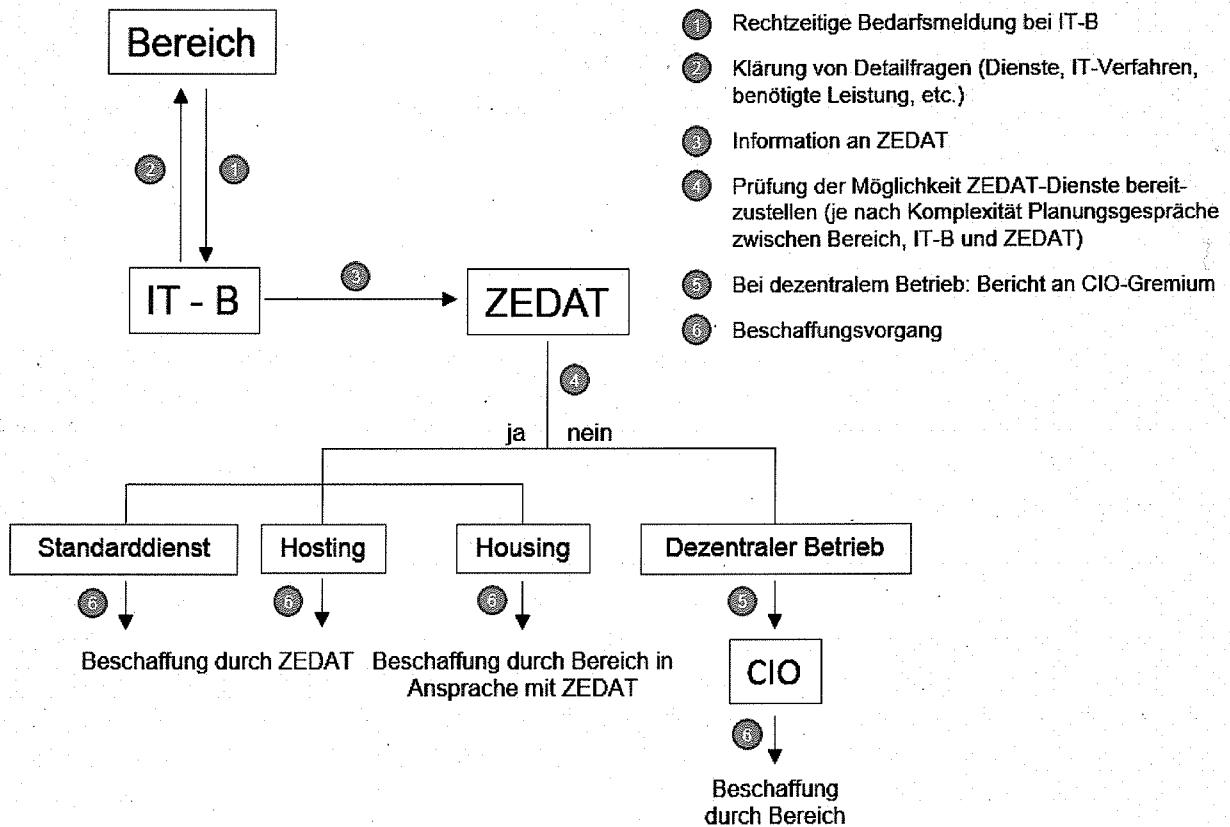 Bereich
2
1
IT - B
3
ZEDAT
4
ja nein
Standarddienst
Hosting
Housing
Dezentraler Betrieb
6
6
6
5
Beschaffung durch ZEDAT
Beschaffung durch Bereich in
Ansprache mit ZEDAT
CIO
6
Beschaffung
durch Bereich
1 Rechtzeitige Bedarfsmeldung bei IT-B
2 Klärung von Detailfragen (Dienste, IT-Verfahren,
benötigte Leistung, etc.)
3 Information an ZEDAT
4 Prüfung der Möglichkeit ZEDAT-Dienste bereit-
zustellen (je nach Komplexität Planungsgespräche
zwischen Bereich, IT-B und ZEDAT)
5 Bei dezentralem Betrieb: Bericht an CIO-Gremium
6 Beschaffungsvorgang